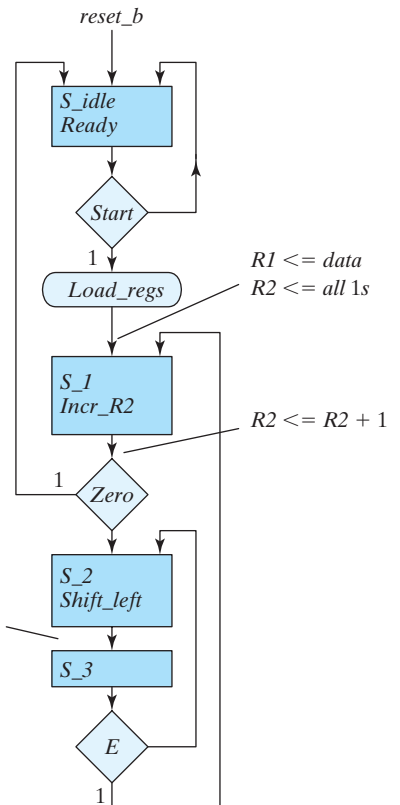 reset_b
S_idle
Ready
Start
1
Load_regs
R1 <= data
R2 <= all 1s
S_1
Incr_R2
R2 <= R2 + 1
1
Zero
S_2
Shift_left
S_3
E
1